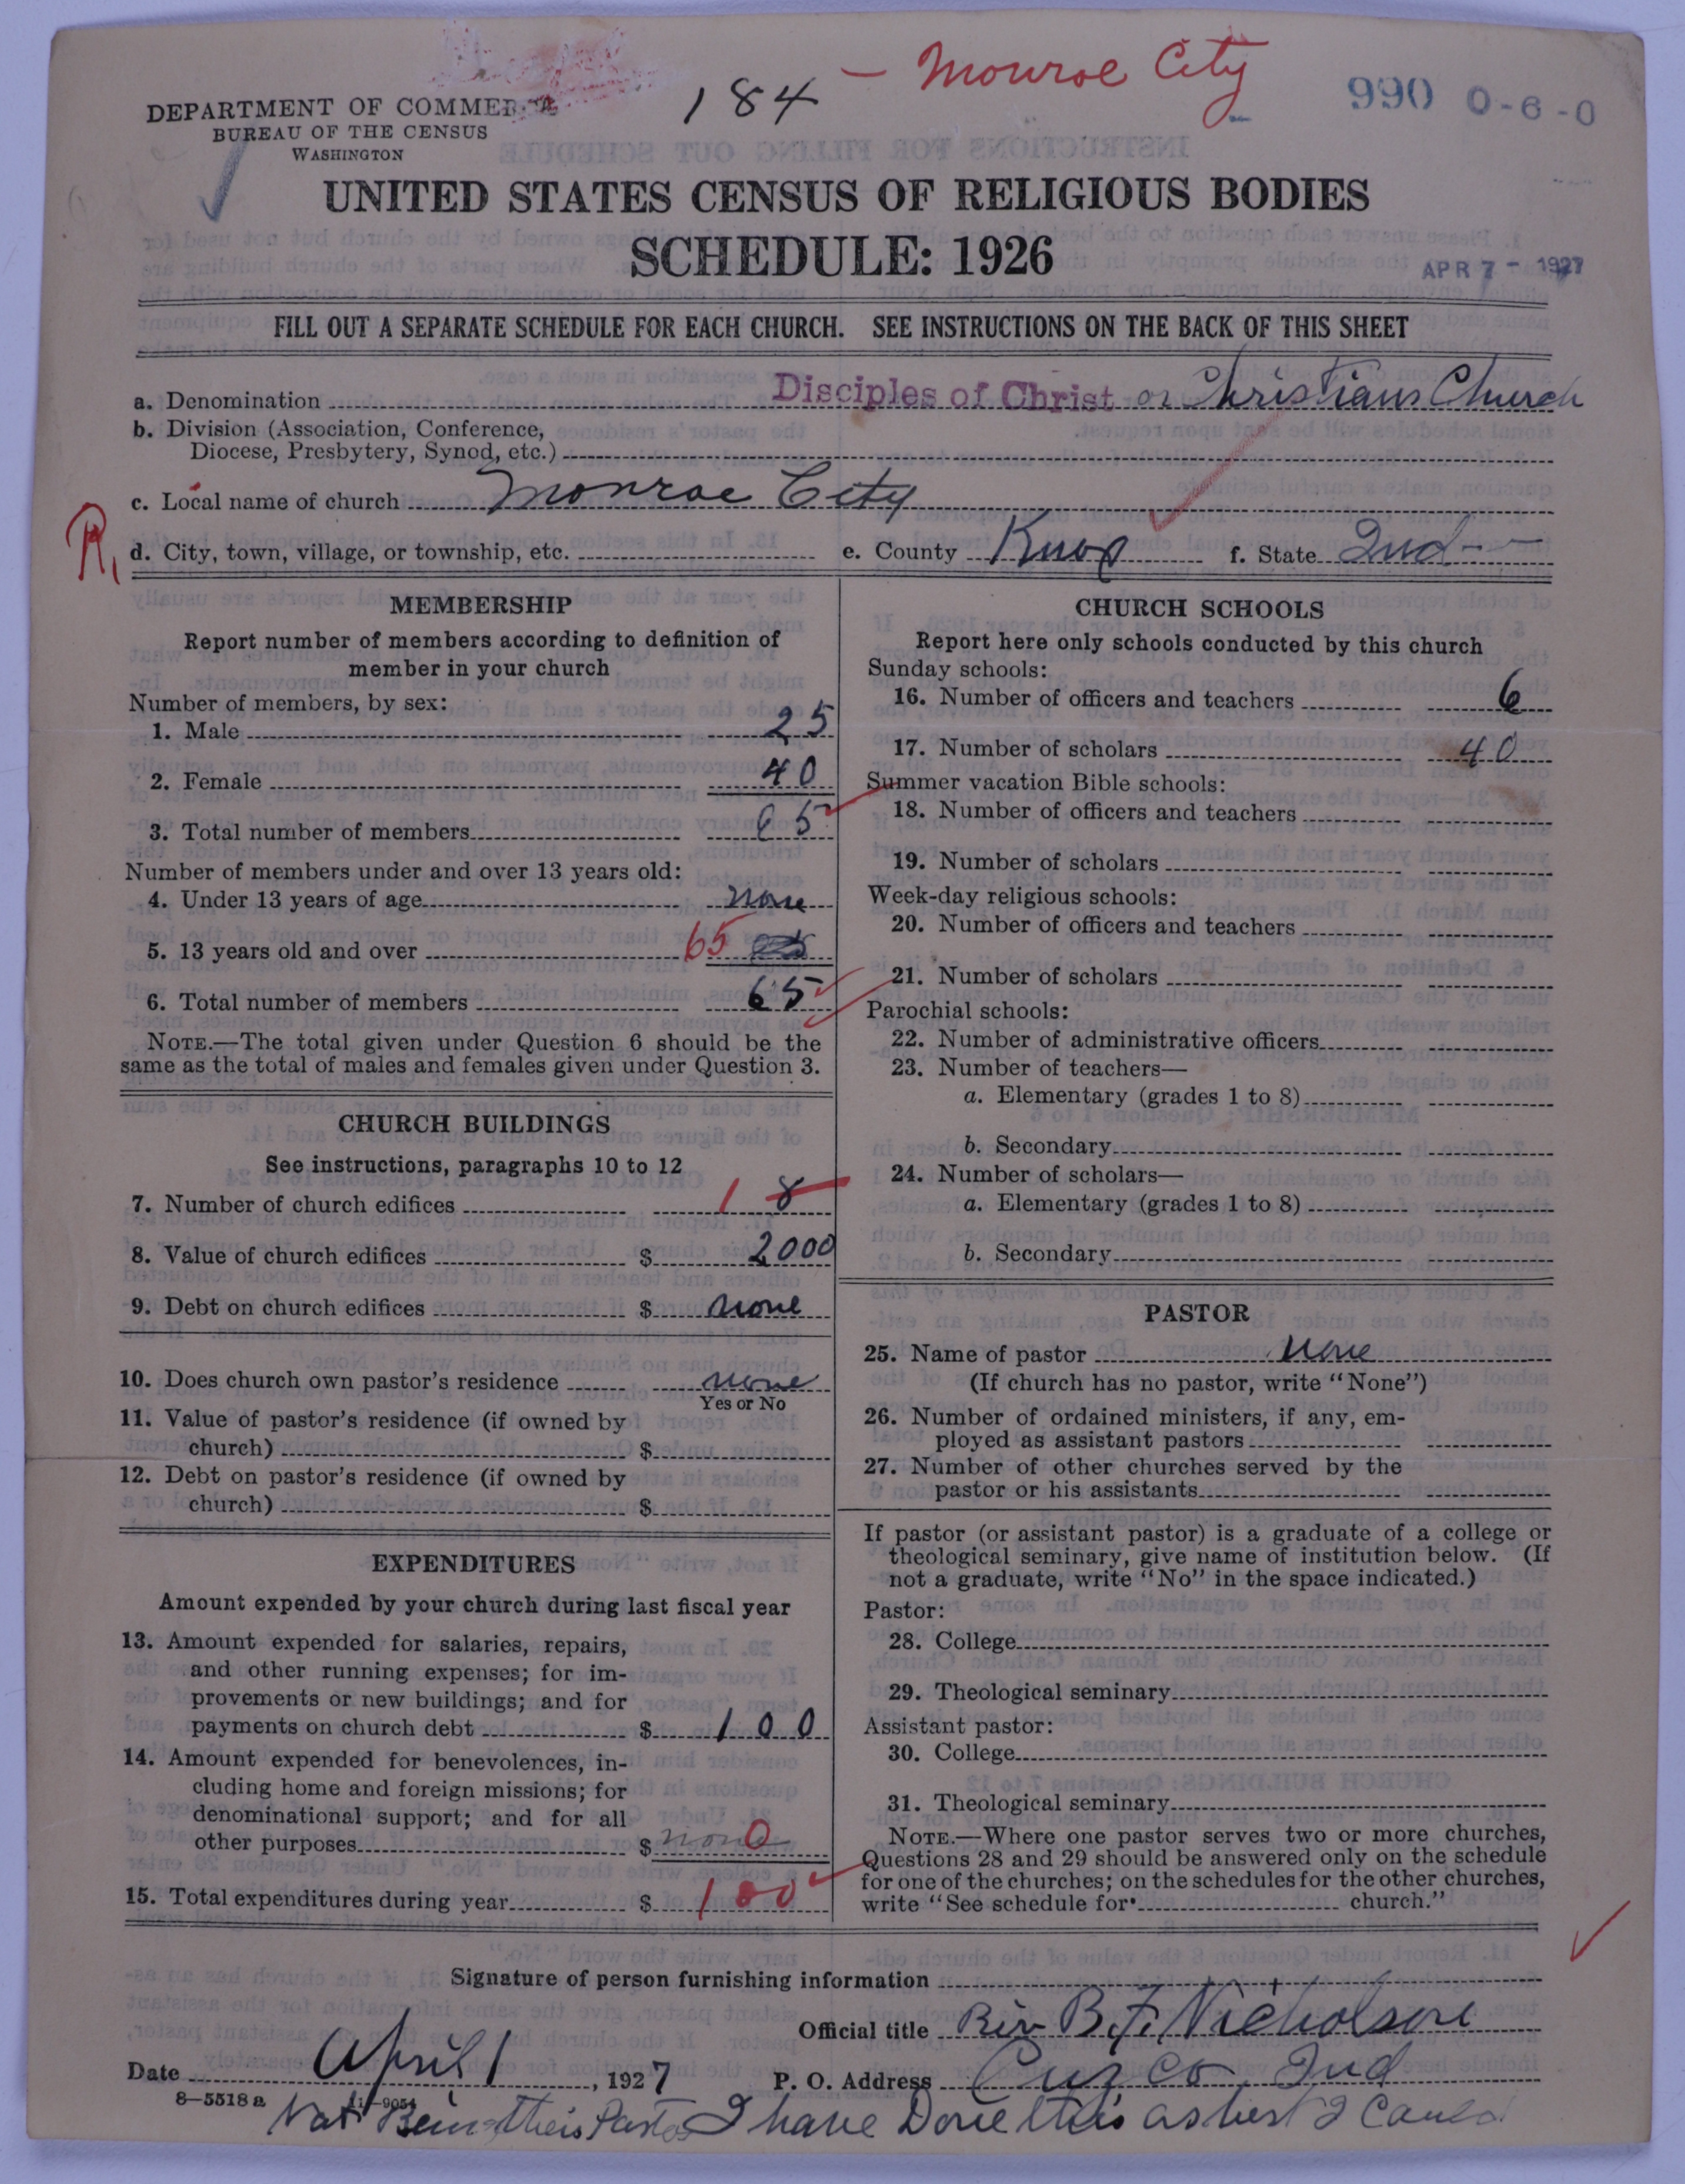 184 — Monroe City
990 0-6-0
DEPARTMENT OF COMMERCE
BUREAU OF THE CENSUS
WASHINGTON
UNITED STATES CENSUS OF RELIGIOUS BODIES
SCHEDULE: 1926
APR 7 - 1927
FILL OUT A SEPARATE SCHEDULE FOR EACH CHURCH. SEE INSTRUCTIONS ON THE BACK OF THIS SHEET
a. Denomination Disciples of Christ or Christian Church
b. Division (Association, Conference,
Diocese, Presbytery, Synod, etc.)
c. Local name of church Monroe City
R,
d. City, town, village, or township, etc. e. County Knox f. State Ind
MEMBERSHIP
Report number of members according to definition of
member in your church
Number of members, by sex:
1. Male 25
2. Female 40
3. Total number of members 65
Number of members under and over 13 years old:
4. Under 13 years of age none
5. 13 years old and over 65
6. Total number of members 65
NOTE.—The total given under Question 6 should be the
same as the total of males and females given under Question 3.
CHURCH BUILDINGS
See instructions, paragraphs 10 to 12
7. Number of church edifices 1 8
8. Value of church edifices $ 2000
9. Debt on church edifices $ none
10. Does church own pastor's residence none
Yes or No
11. Value of pastor's residence (if owned by
church) $
12. Debt on pastor's residence (if owned by
church) $
EXPENDITURES
Amount expended by your church during last fiscal year
13. Amount expended for salaries, repairs,
and other running expenses; for im-
provements or new buildings; and for
payments on church debt $ 100
14. Amount expended for benevolences, in-
cluding home and foreign missions; for
denominational support; and for all
other purposes $ none 0
15. Total expenditures during year $ 100
CHURCH SCHOOLS
Report here only schools conducted by this church
Sunday schools:
16. Number of officers and teachers 6
17. Number of scholars 40
Summer vacation Bible schools:
18. Number of officers and teachers
19. Number of scholars
Week-day religious schools:
20. Number of officers and teachers
21. Number of scholars
Parochial schools:
22. Number of administrative officers
23. Number of teachers—
a. Elementary (grades 1 to 8)
b. Secondary
24. Number of scholars—
a. Elementary (grades 1 to 8)
b. Secondary
PASTOR
25. Name of pastor None
(If church has no pastor, write "None")
26. Number of ordained ministers, if any, em-
ployed as assistant pastors
27. Number of other churches served by the
pastor or his assistants
If pastor (or assistant pastor) is a graduate of a college or
theological seminary, give name of institution below. (If
not a graduate, write "No" in the space indicated.)
Pastor:
28. College
29. Theological seminary
Assistant pastor:
30. College
31. Theological seminary
NOTE.—Where one pastor serves two or more churches,
Questions 28 and 29 should be answered only on the schedule
for one of the churches; on the schedules for the other churches,
write "See schedule for church."
Signature of person furnishing information
Official title Rev B.F. Nicholson
Date April 1, 1927 P. O. Address Cuzco, Ind
8-5518 a 11-9054
Not Being their Pastor I have Done this as best I Could